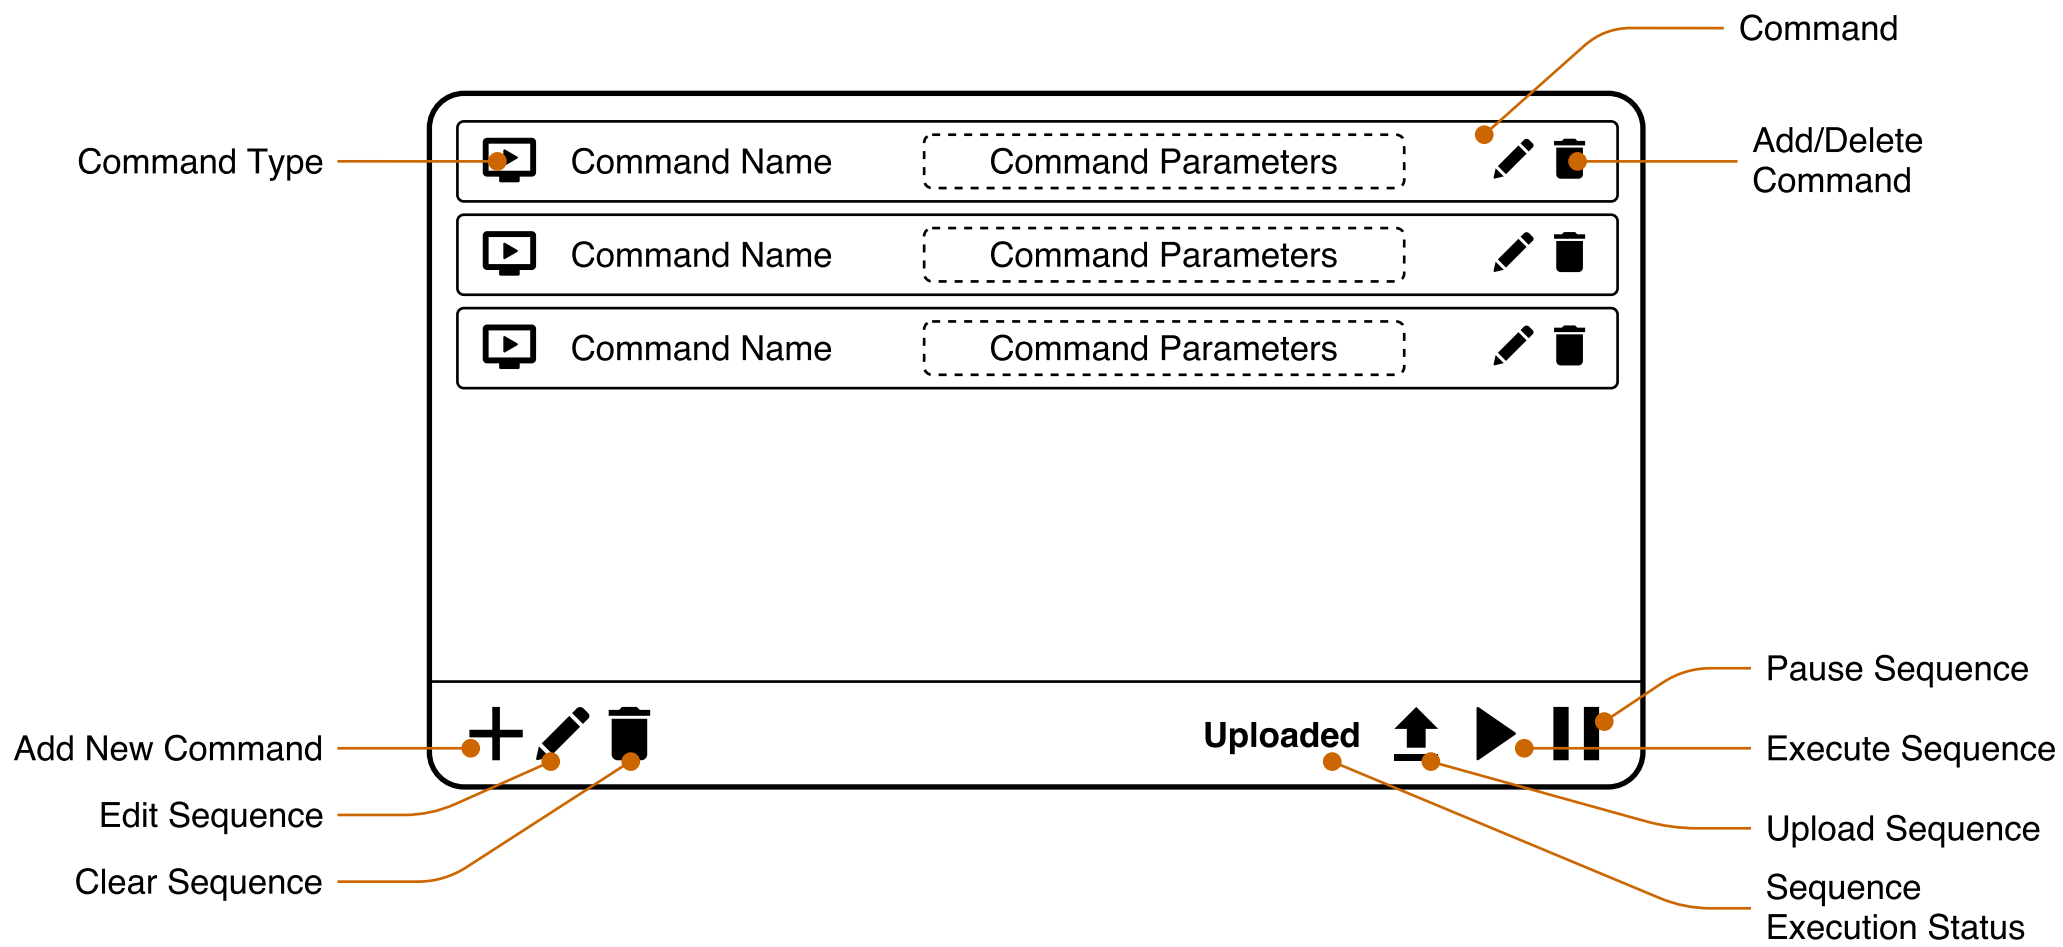 Command
Command Type
Command Name
Command Parameters
Add/Delete
Command
Command Name
Command Parameters
Command Name
Command Parameters
Pause Sequence
Add New Command
Uploaded
Execute Sequence
Edit Sequence
Upload Sequence
Clear Sequence
Sequence
Execution Status